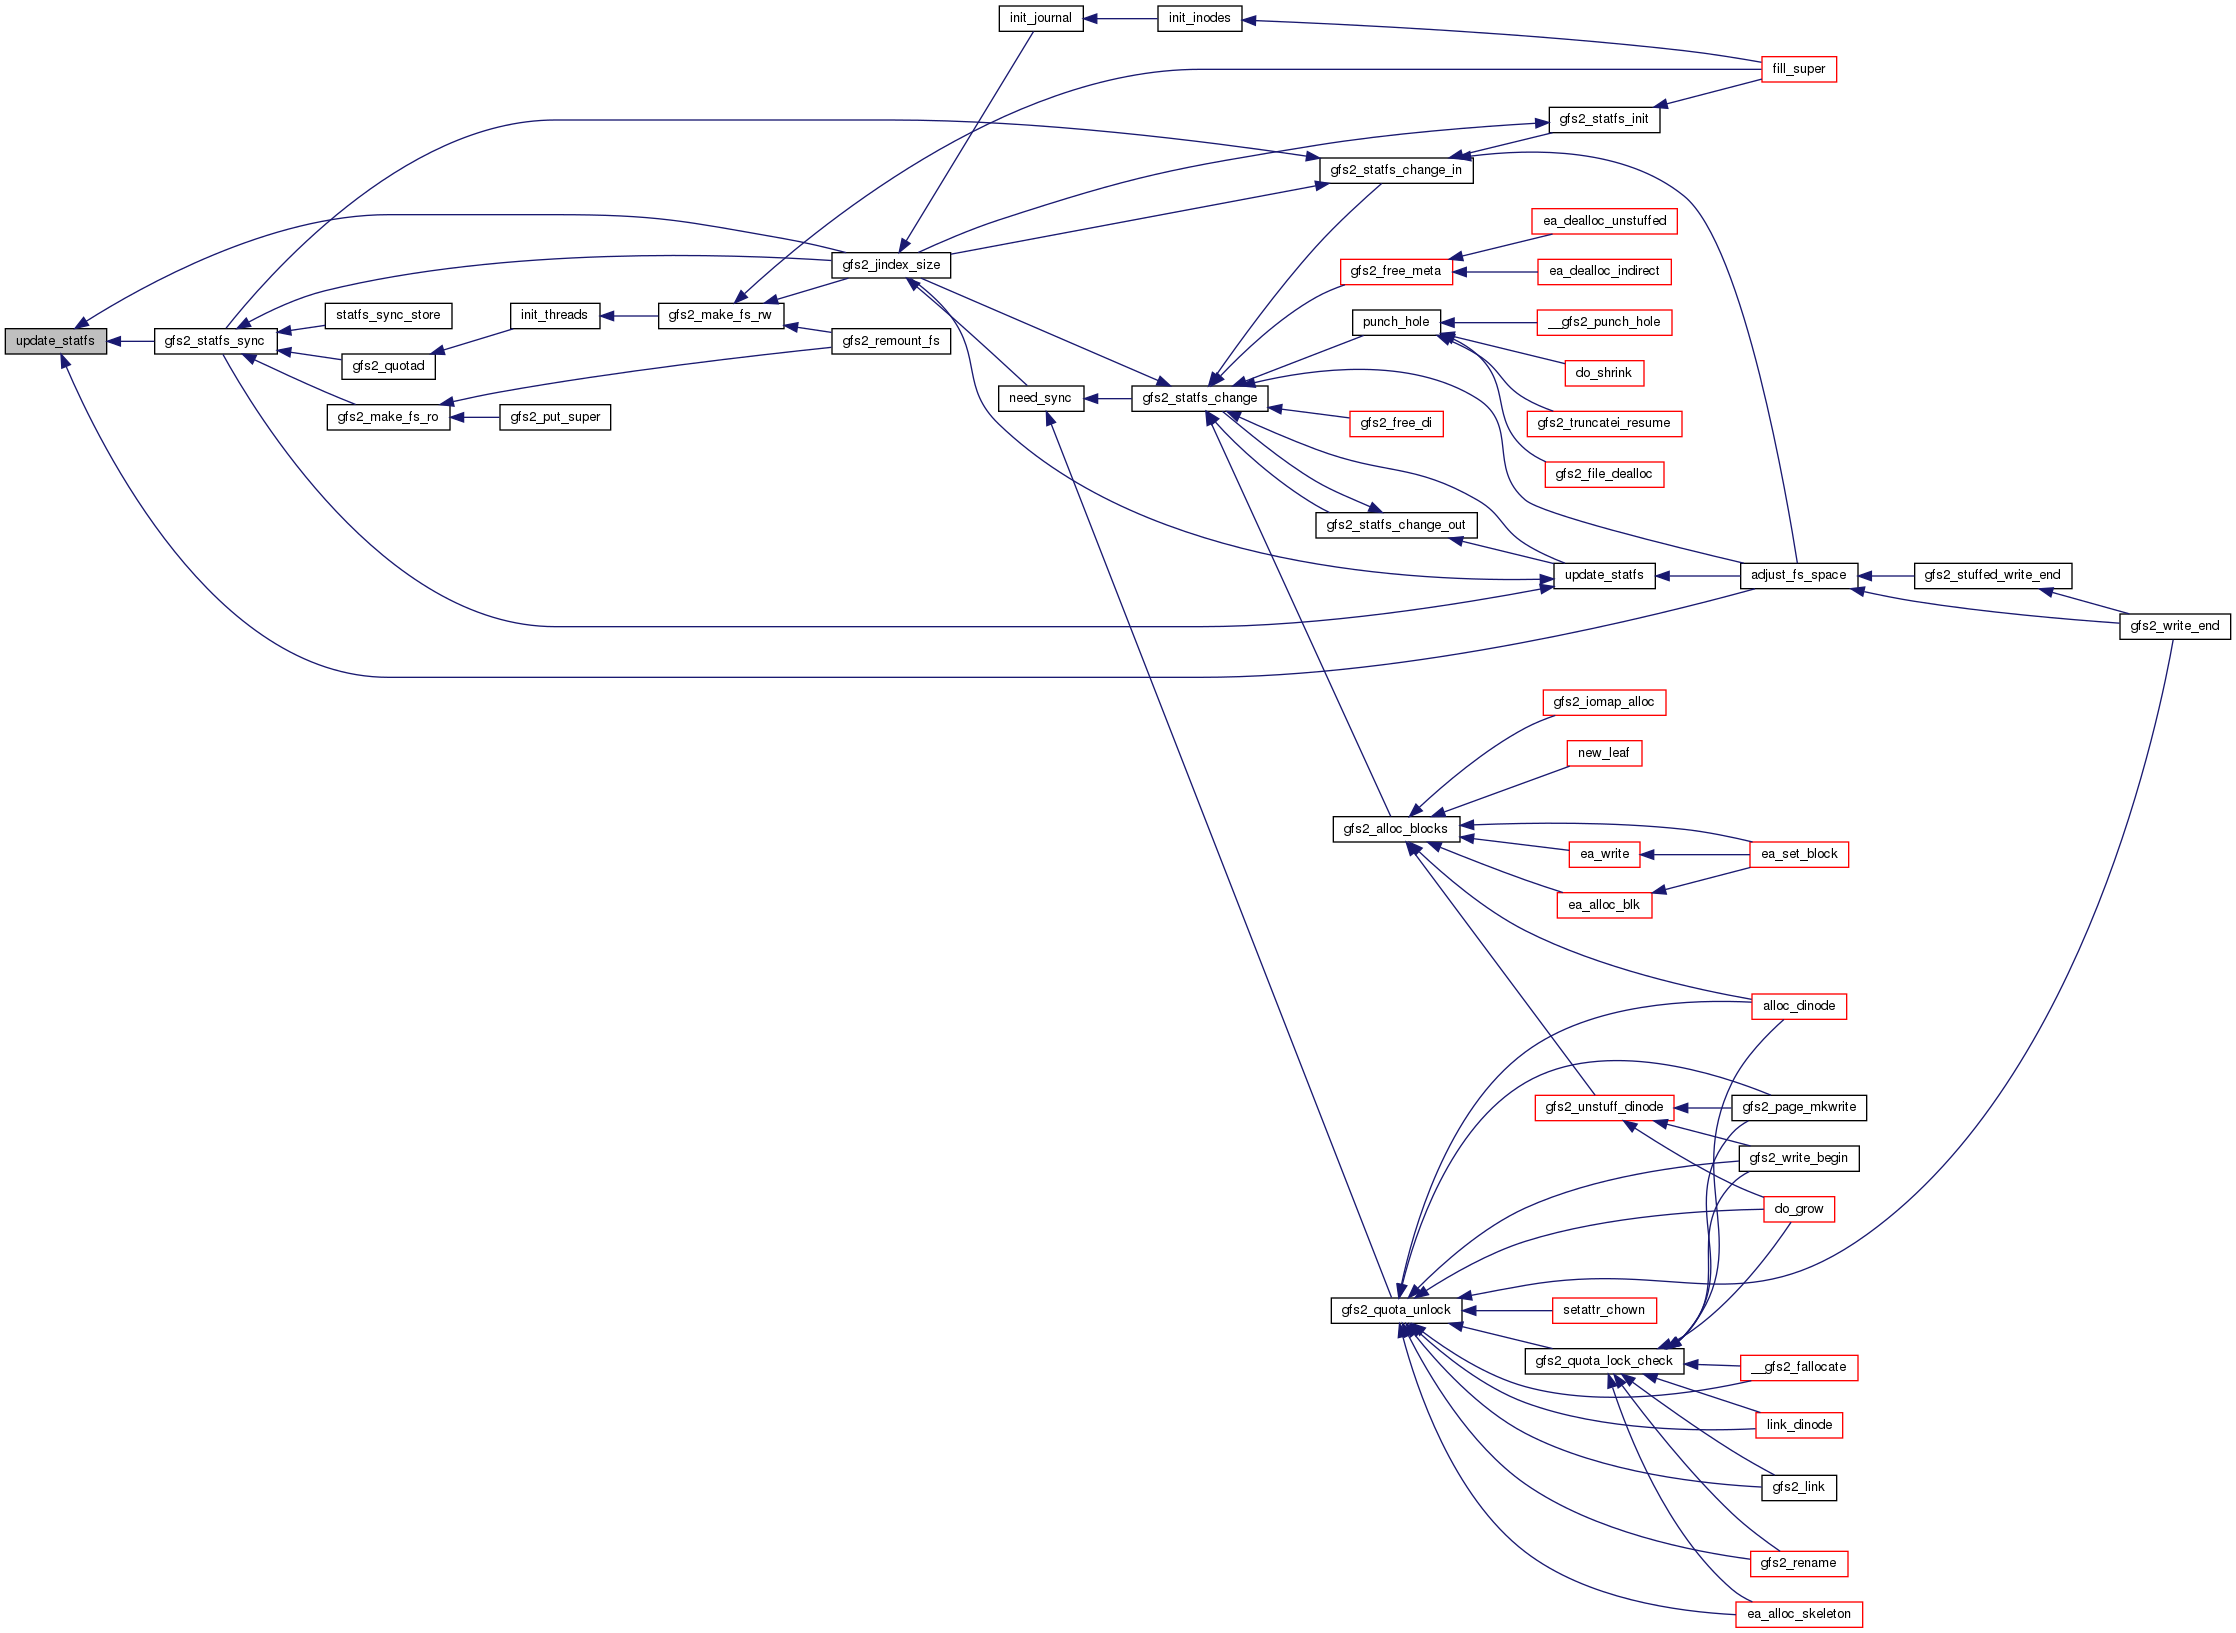 init_journal
init_inodes
fill_super
gfs2_statfs_init
gfs2_statfs_change_in
ea_dealloc_unstuffed
gfs2_jindex_size
gfs2_free_meta
ea_dealloc_indirect
statfs_sync_store
init_threads
gfs2_make_fs_rw
punch_hole
__gfs2_punch_hole
update_statfs
gfs2_statfs_sync
gfs2_remount_fs
gfs2_quotad
do_shrink
need_sync
gfs2_statfs_change
gfs2_make_fs_ro
gfs2_put_super
gfs2_free_di
gfs2_truncatei_resume
gfs2_file_dealloc
gfs2_statfs_change_out
update_statfs
adjust_fs_space
gfs2_stuffed_write_end
gfs2_write_end
gfs2_iomap_alloc
new_leaf
gfs2_alloc_blocks
ea_write
ea_set_block
ea_alloc_blk
alloc_dinode
gfs2_unstuff_dinode
gfs2_page_mkwrite
gfs2_write_begin
do_grow
gfs2_quota_unlock
setattr_chown
gfs2_quota_lock_check
__gfs2_fallocate
link_dinode
gfs2_link
gfs2_rename
ea_alloc_skeleton